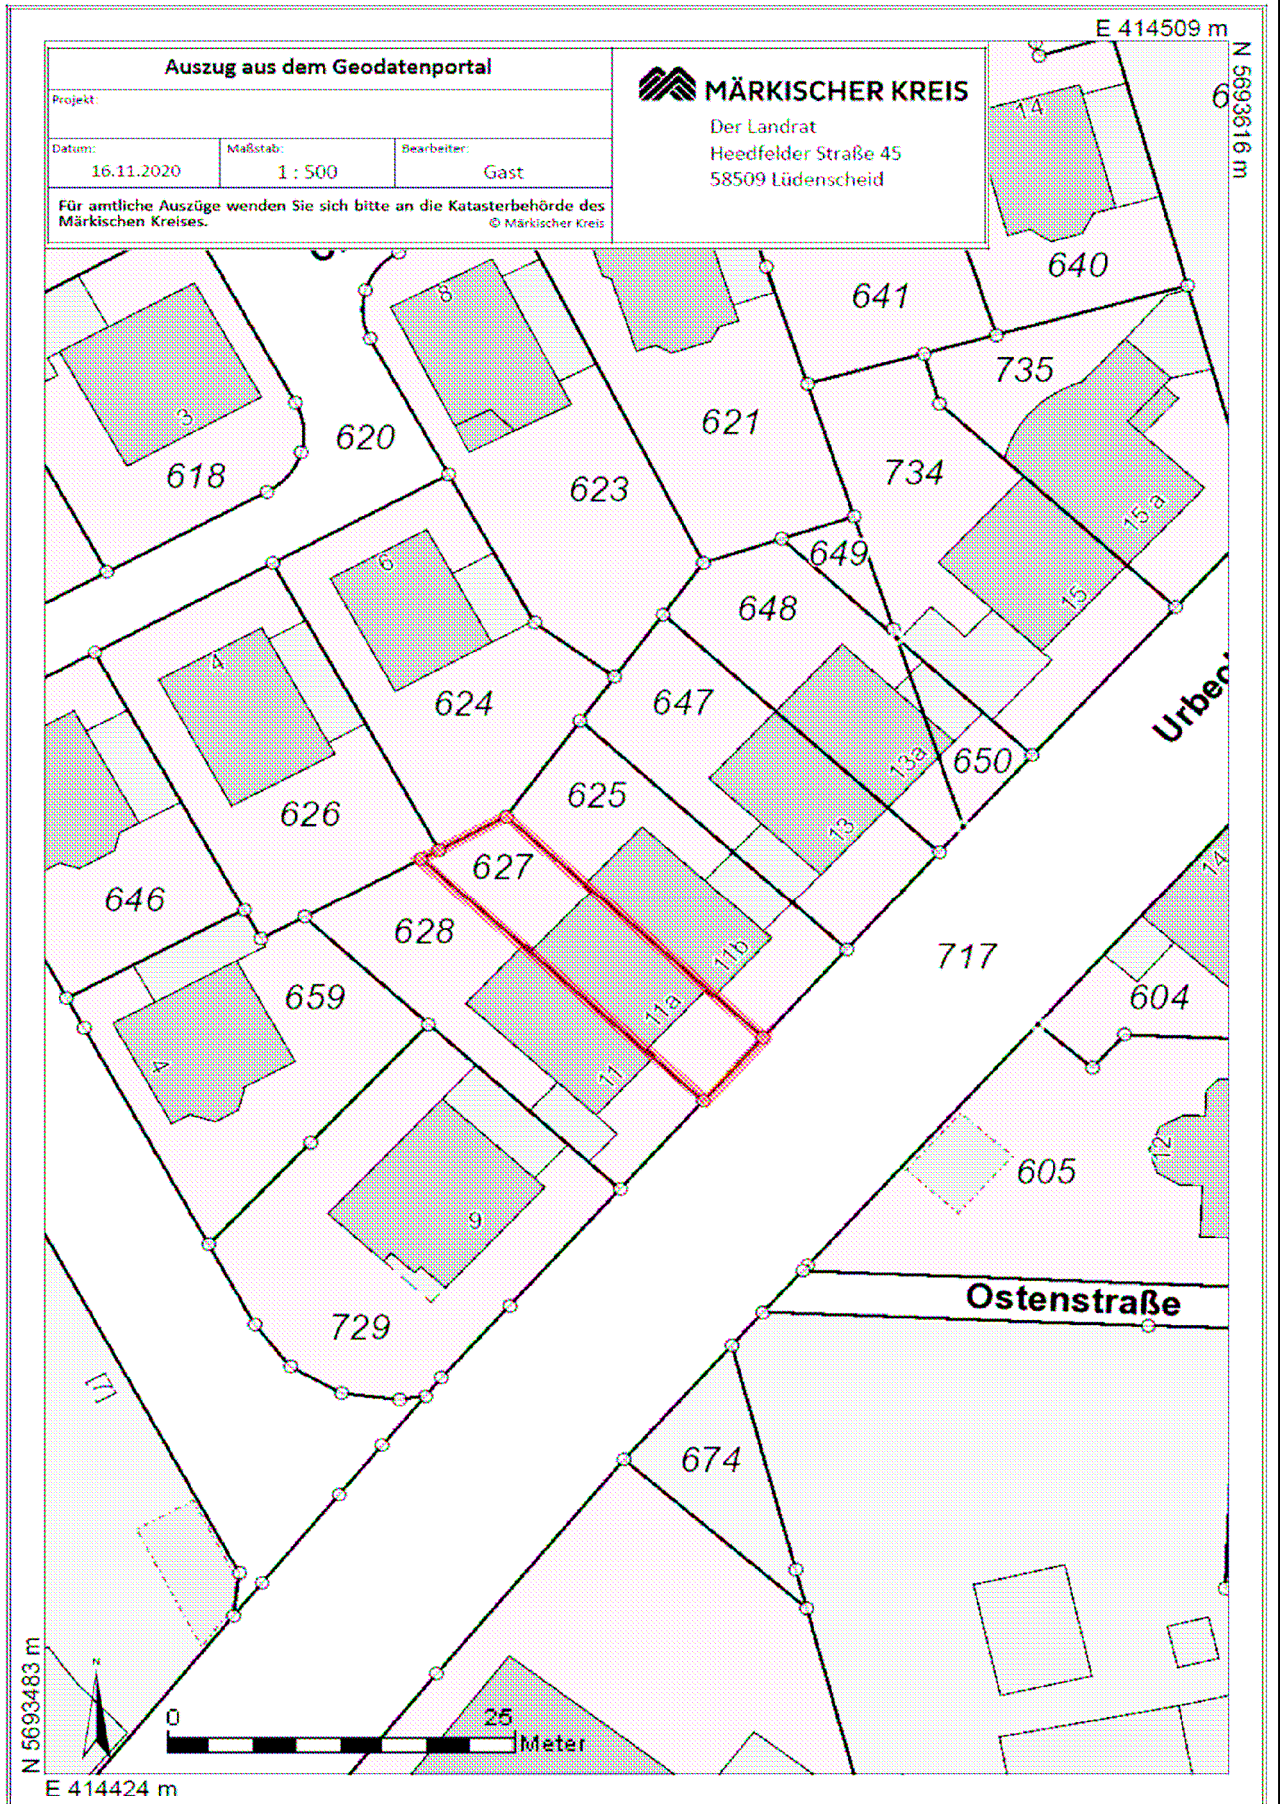 E 414509 m
N 5693616 m
Auszug aus dem Geodatenportal
Projekt:
Datum:
16.11.2020
Maßstab:
1 : 500
Bearbeiter:
Gast
Für amtliche Auszüge wenden Sie sich bitte an die Katasterbehörde des
Märkischen Kreises.
© Märkischer Kreis
MÄRKISCHER KREIS
Der Landrat
Heedfelder Straße 45
58509 Lüdenscheid
14
640
641
8
735
3
620
621
618
623
734
15 a
649
6
648
15
4
624
647
Urbec
13a
650
625
626
13
14
627
646
628
11b
717
604
659
11a
4
11
12
605
9
Ostenstraße
729
[7]
674
N 5693483 m
N
0
25
Meter
E 414424 m